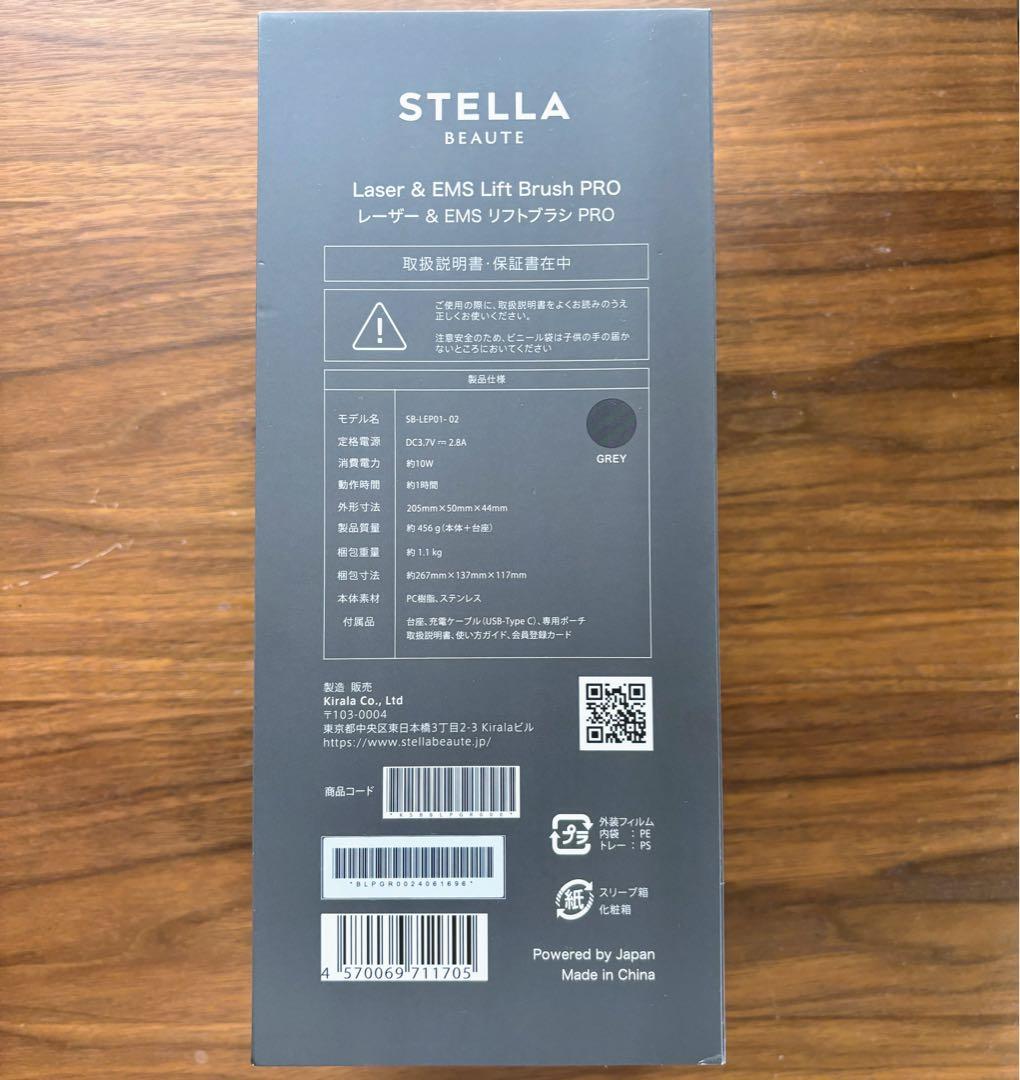 STELLA
BEAUTE
Laser & EMS Lift Brush PRO
レーザー & EMS リフトブラシ PRO
取扱説明書・保証書在中
ご使用の際に、取扱説明書をよくお読みのうえ
正しくお使いください。
注意安全のため、ビニール袋は子供の手の届か
ないところにおいてください
製品仕様
モデル名 SB-LEP01- 02
定格電源 DC3.7V ⎓ 2.8A
消費電力 約10W
動作時間 約1時間
外形寸法 205mm×50mm×44mm
製品質量 約 456 g（本体＋台座）
梱包重量 約 1.1 kg
梱包寸法 約267mm×137mm×117mm
本体素材 PC樹脂、ステンレス
付属品 台座、充電ケーブル（USB-Type C）、専用ポーチ
取扱説明書、使い方ガイド、会員登録カード
GREY
製造 販売
Kirala Co., Ltd
〒103-0004
東京都中央区東日本橋3丁目2-3 Kiralaビル
https://www.stellabeaute.jp/
商品コード
*BLPGR0024061696*
4 570069 711705
プラ
外装フィルム
内袋 ： PE
トレー ： PS
紙
スリーブ箱
化粧箱
Powered by Japan
Made in China